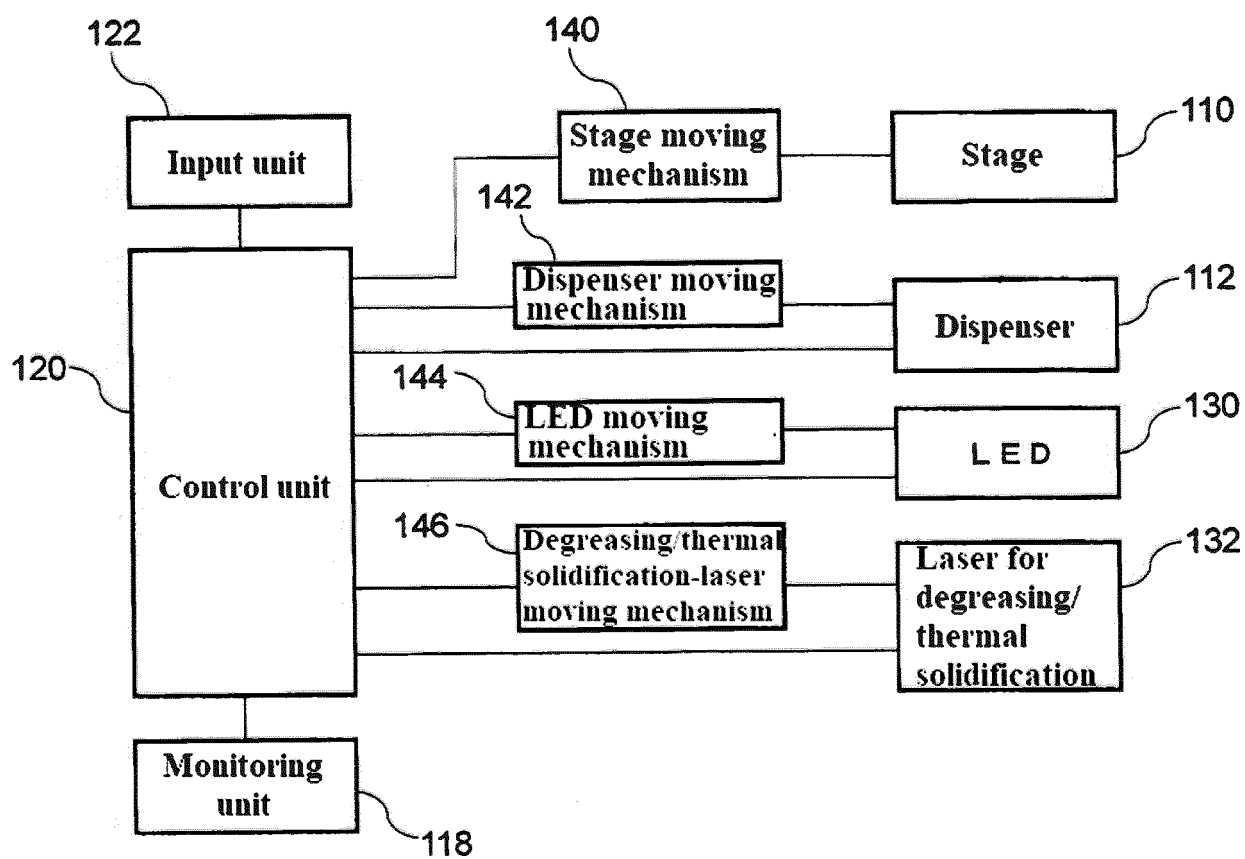 122
Input unit
140
Stage moving
mechanism
110
Stage
142
Dispenser moving
mechanism
112
Dispenser
120
Control unit
144
LED moving
mechanism
130
LED
146
Degreasing/thermal
solidification-laser
moving mechanism
132
Laser for
degreasing/
thermal
solidification
Monitoring
unit
118